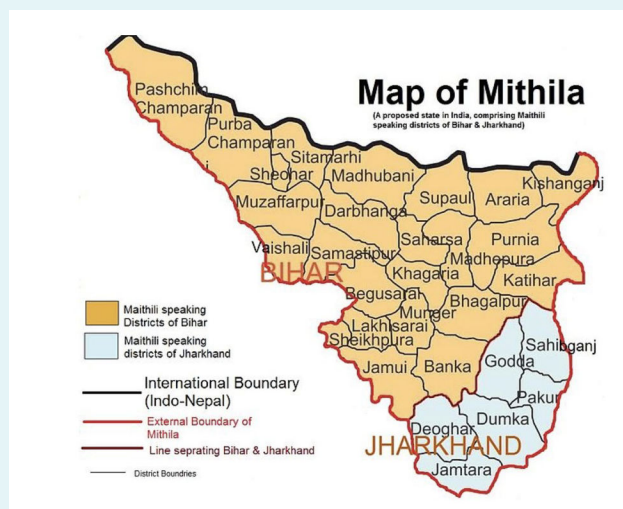 Map of Mithila
(A proposed state in India, comprising Maithili
speaking districts of Bihar & Jharkhand)
Pashchim
Champaran
Purba
Champaran
Sitamarhi
Sheohar
Madhubani
Kishanganj
Supaul
Araria
Muzaffarpur
Darbhanga
Vaishali
Samastipur
Saharsa
Purnia
Madhepura
BIHAR
Khagaria
Katihar
Begusarai
Bhagalpur
Munger
Lakhisarai
Sheikhpura
Sahibganj
Godda
Jamui
Banka
Pakur
Dumka
Deoghar
JHARKHAND
Jamtara
Maithili speaking
Districts of Bihar
Maithili speaking
districts of Jharkhand
International Boundary
(Indo-Nepal)
External Boundary of
Mithila
Line seprating Bihar & Jharkhand
District Boundries